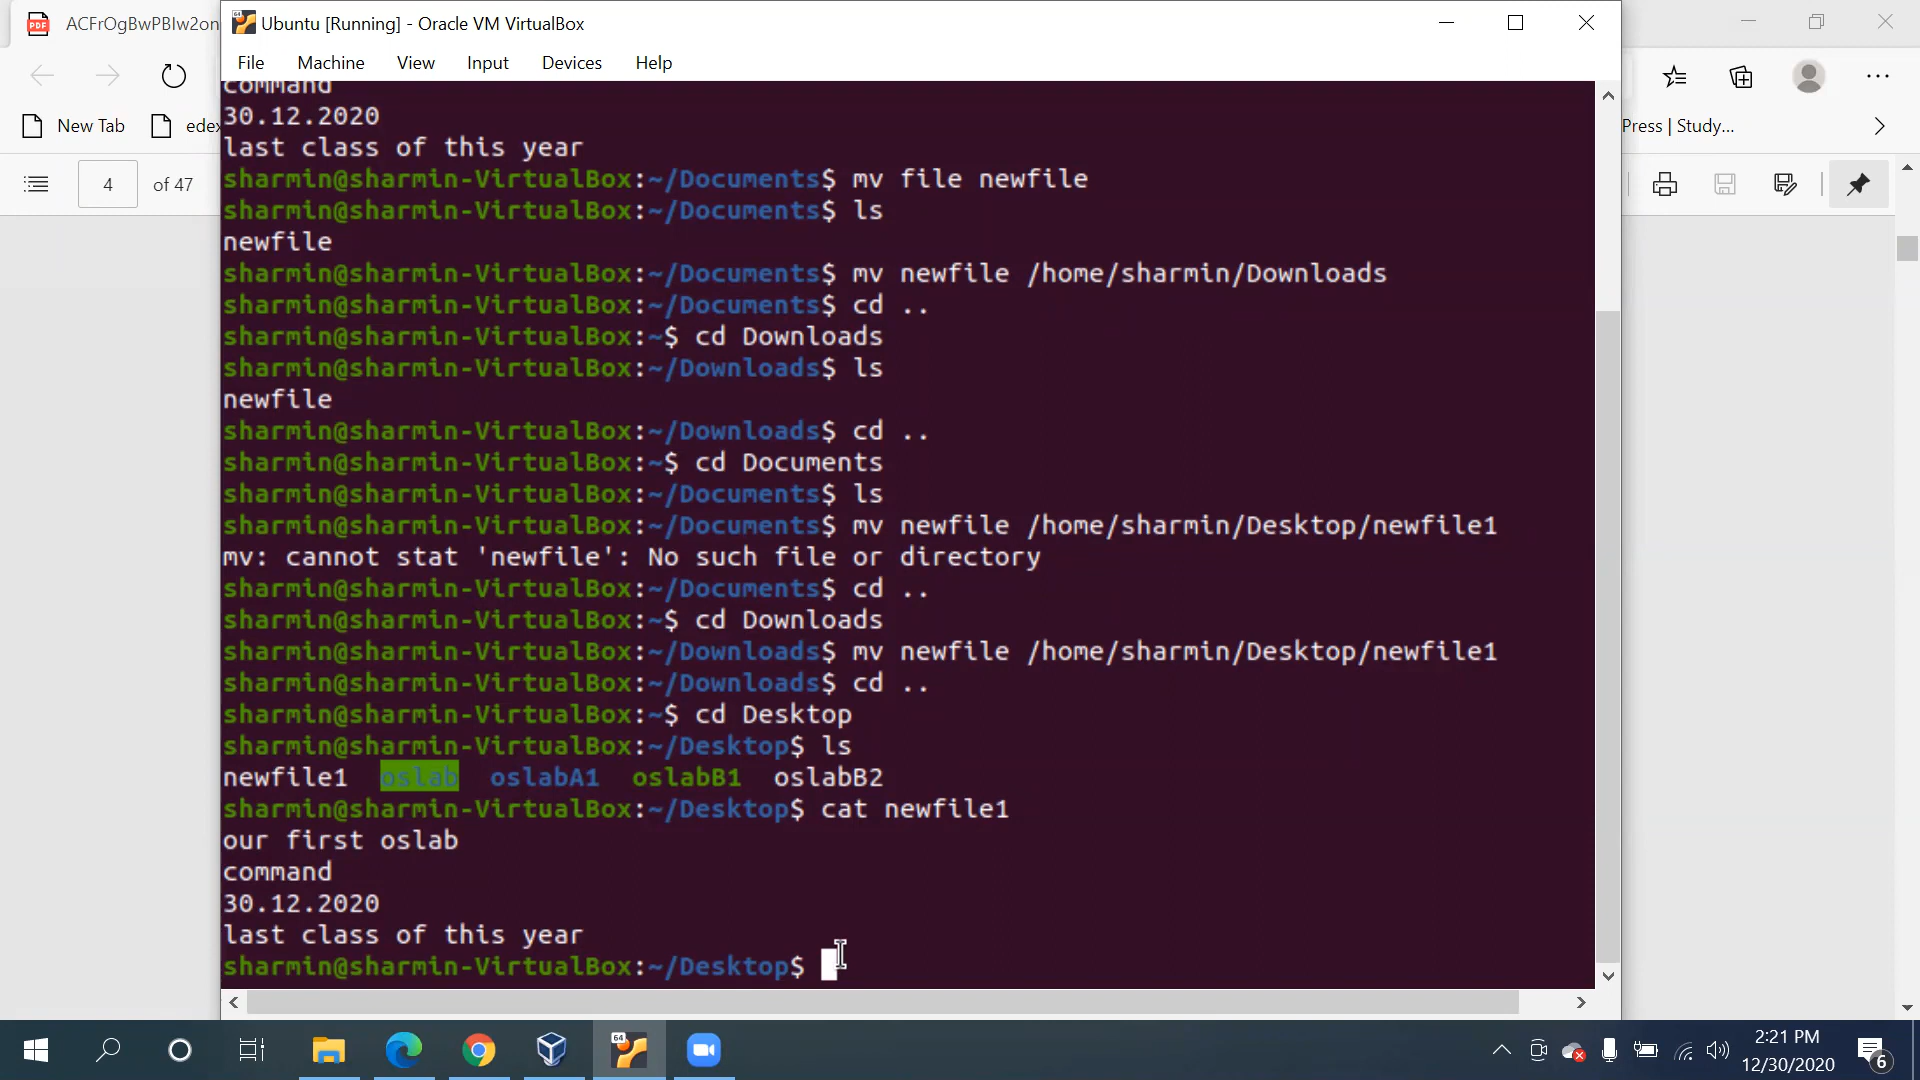 ACFrOgBwPBIw2on
Ubuntu [Running] - Oracle VM VirtualBox
File Machine View Input Devices Help
New Tab
edex
Press | Study...
4 of 47
command
30.12.2020
last class of this year
sharmin@sharmin-VirtualBox:~/Documents$ mv file newfile
sharmin@sharmin-VirtualBox:~/Documents$ ls
newfile
sharmin@sharmin-VirtualBox:~/Documents$ mv newfile /home/sharmin/Downloads
sharmin@sharmin-VirtualBox:~/Documents$ cd ..
sharmin@sharmin-VirtualBox:~$ cd Downloads
sharmin@sharmin-VirtualBox:~/Downloads$ ls
newfile
sharmin@sharmin-VirtualBox:~/Downloads$ cd ..
sharmin@sharmin-VirtualBox:~$ cd Documents
sharmin@sharmin-VirtualBox:~/Documents$ ls
sharmin@sharmin-VirtualBox:~/Documents$ mv newfile /home/sharmin/Desktop/newfile1
mv: cannot stat 'newfile': No such file or directory
sharmin@sharmin-VirtualBox:~/Documents$ cd ..
sharmin@sharmin-VirtualBox:~$ cd Downloads
sharmin@sharmin-VirtualBox:~/Downloads$ mv newfile /home/sharmin/Desktop/newfile1
sharmin@sharmin-VirtualBox:~/Downloads$ cd ..
sharmin@sharmin-VirtualBox:~$ cd Desktop
sharmin@sharmin-VirtualBox:~/Desktop$ ls
newfile1 oslab oslabA1 oslabB1 oslabB2
sharmin@sharmin-VirtualBox:~/Desktop$ cat newfile1
our first oslab
command
30.12.2020
last class of this year
sharmin@sharmin-VirtualBox:~/Desktop$
2:21 PM
12/30/2020
6